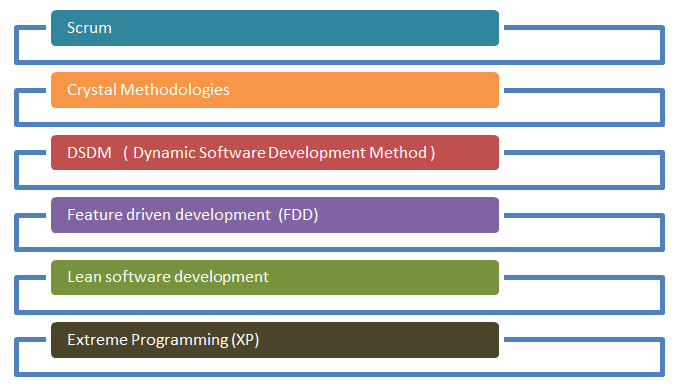 Scrum
Crystal Methodologies
DSDM ( Dynamic Software Development Method )
Feature driven development (FDD)
Lean software development
Extreme Programming (XP)